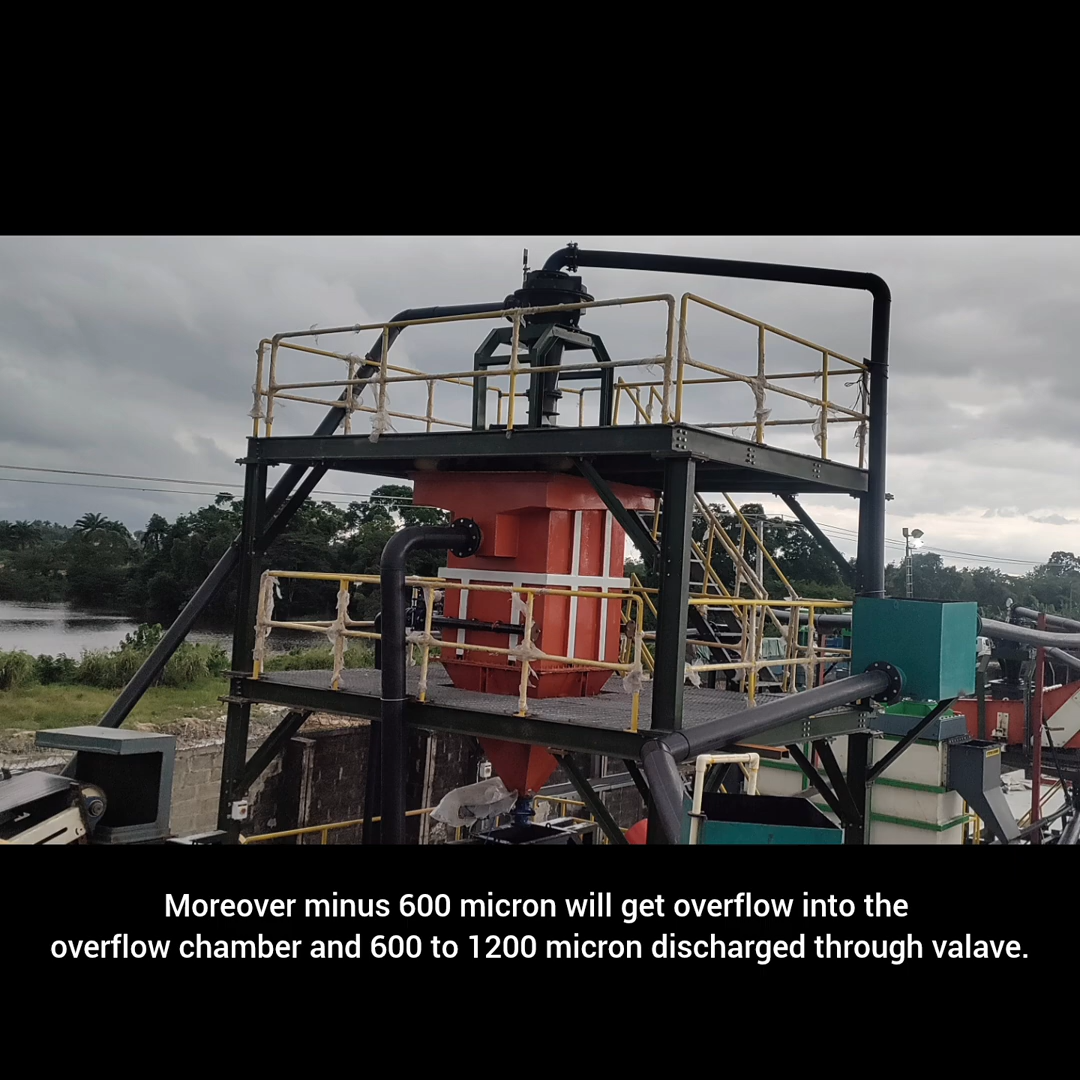 Moreover minus 600 micron will get overflow into the
overflow chamber and 600 to 1200 micron discharged through valave.